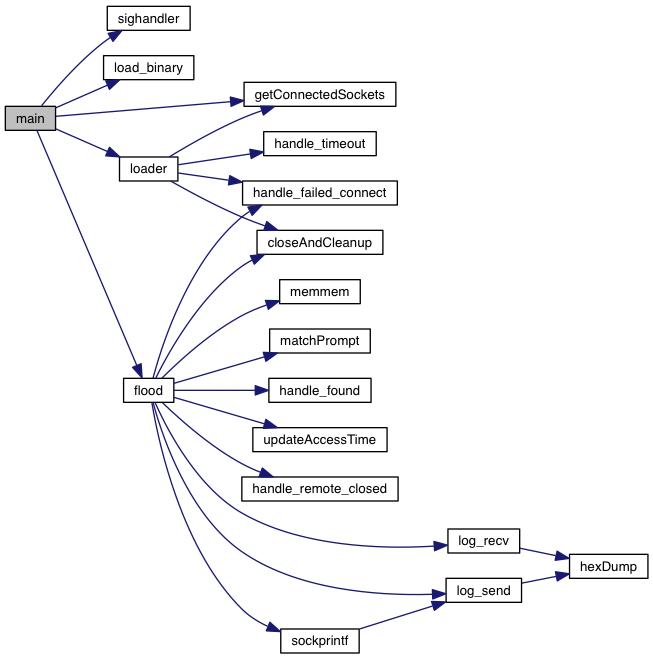 sighandler
load_binary
getConnectedSockets
main
handle_timeout
loader
handle_failed_connect
closeAndCleanup
memmem
matchPrompt
flood
handle_found
updateAccessTime
handle_remote_closed
log_recv
hexDump
log_send
sockprintf